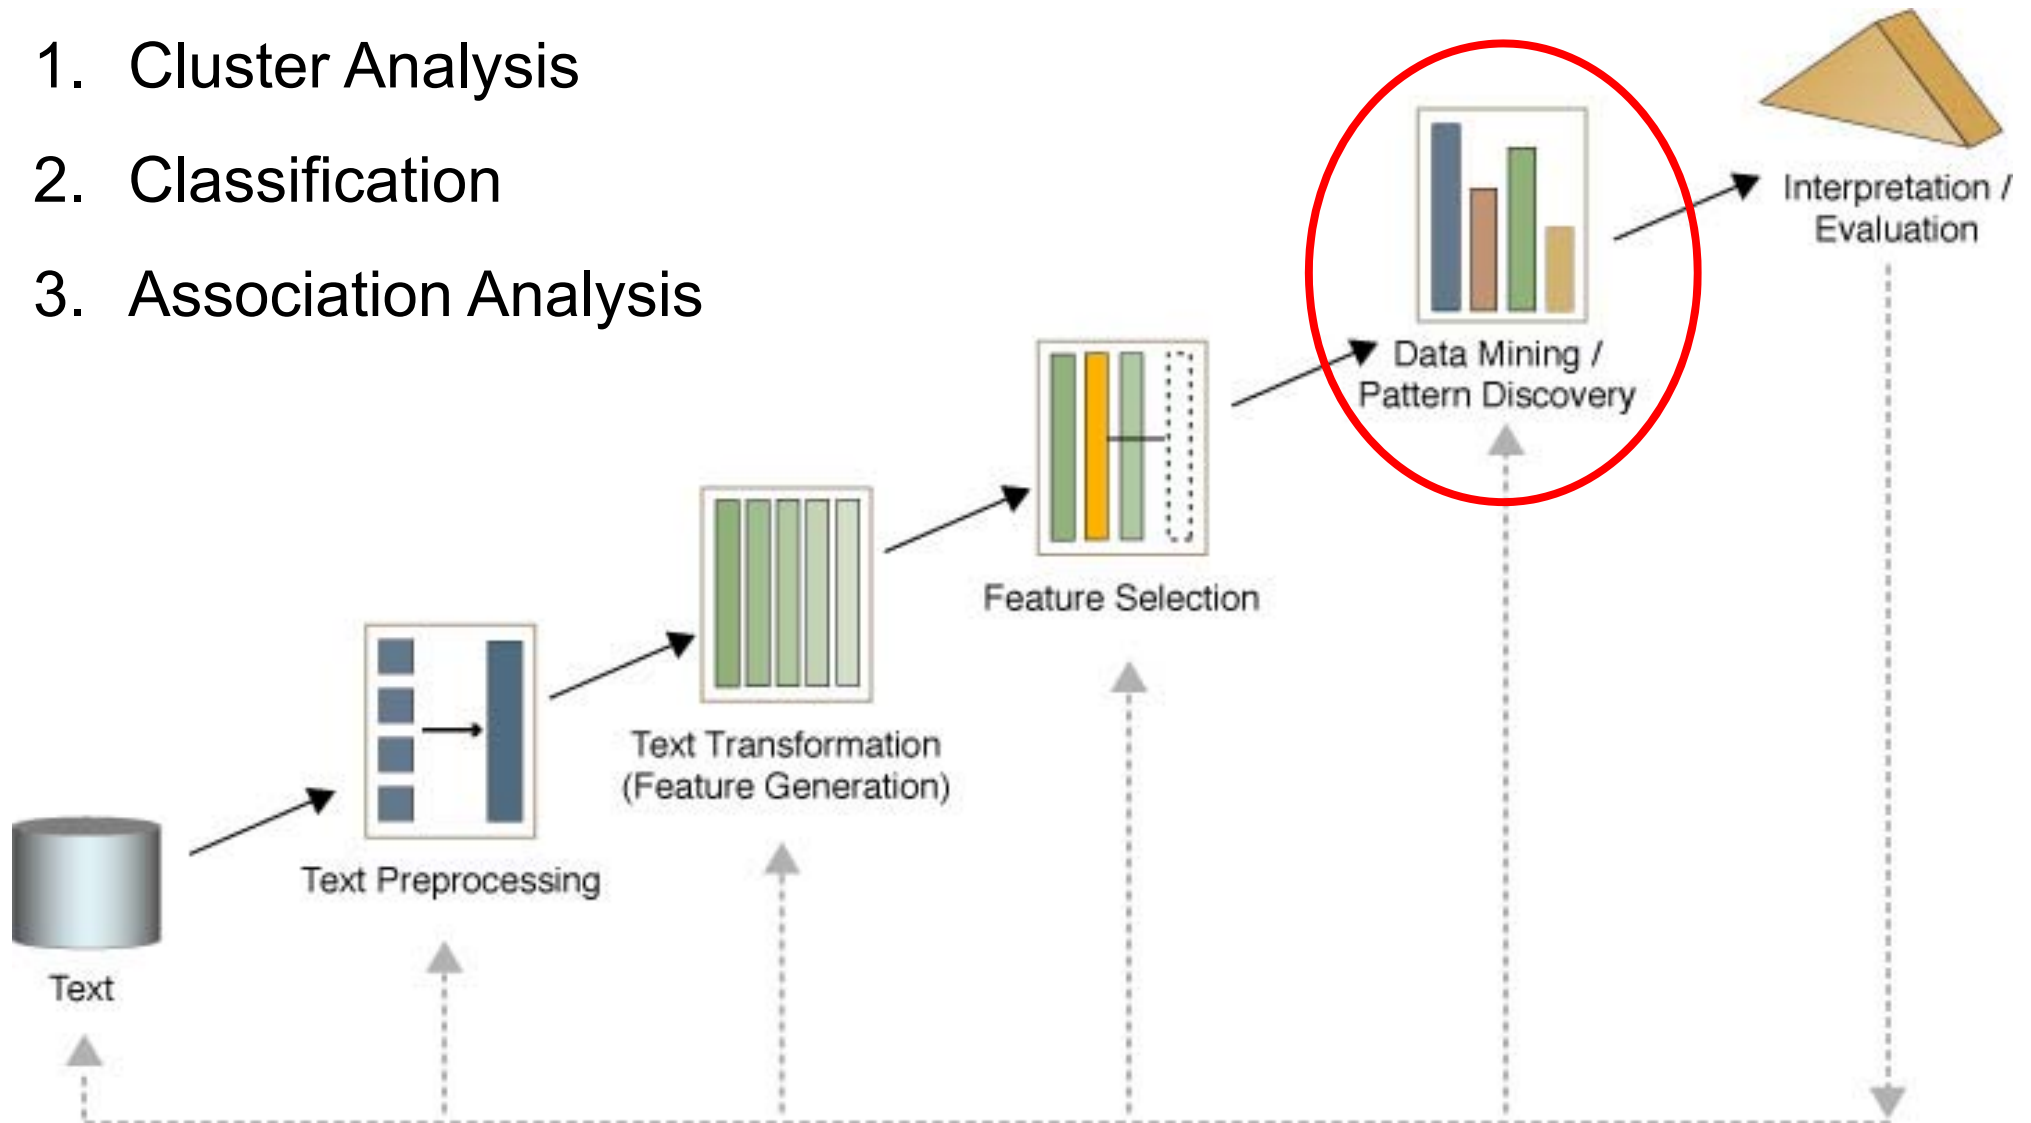 1. Cluster Analysis
2. Classification
3. Association Analysis
Interpretation /
Evaluation
Data Mining /
Pattern Discovery
Feature Selection
Text Transformation
(Feature Generation)
Text Preprocessing
Text